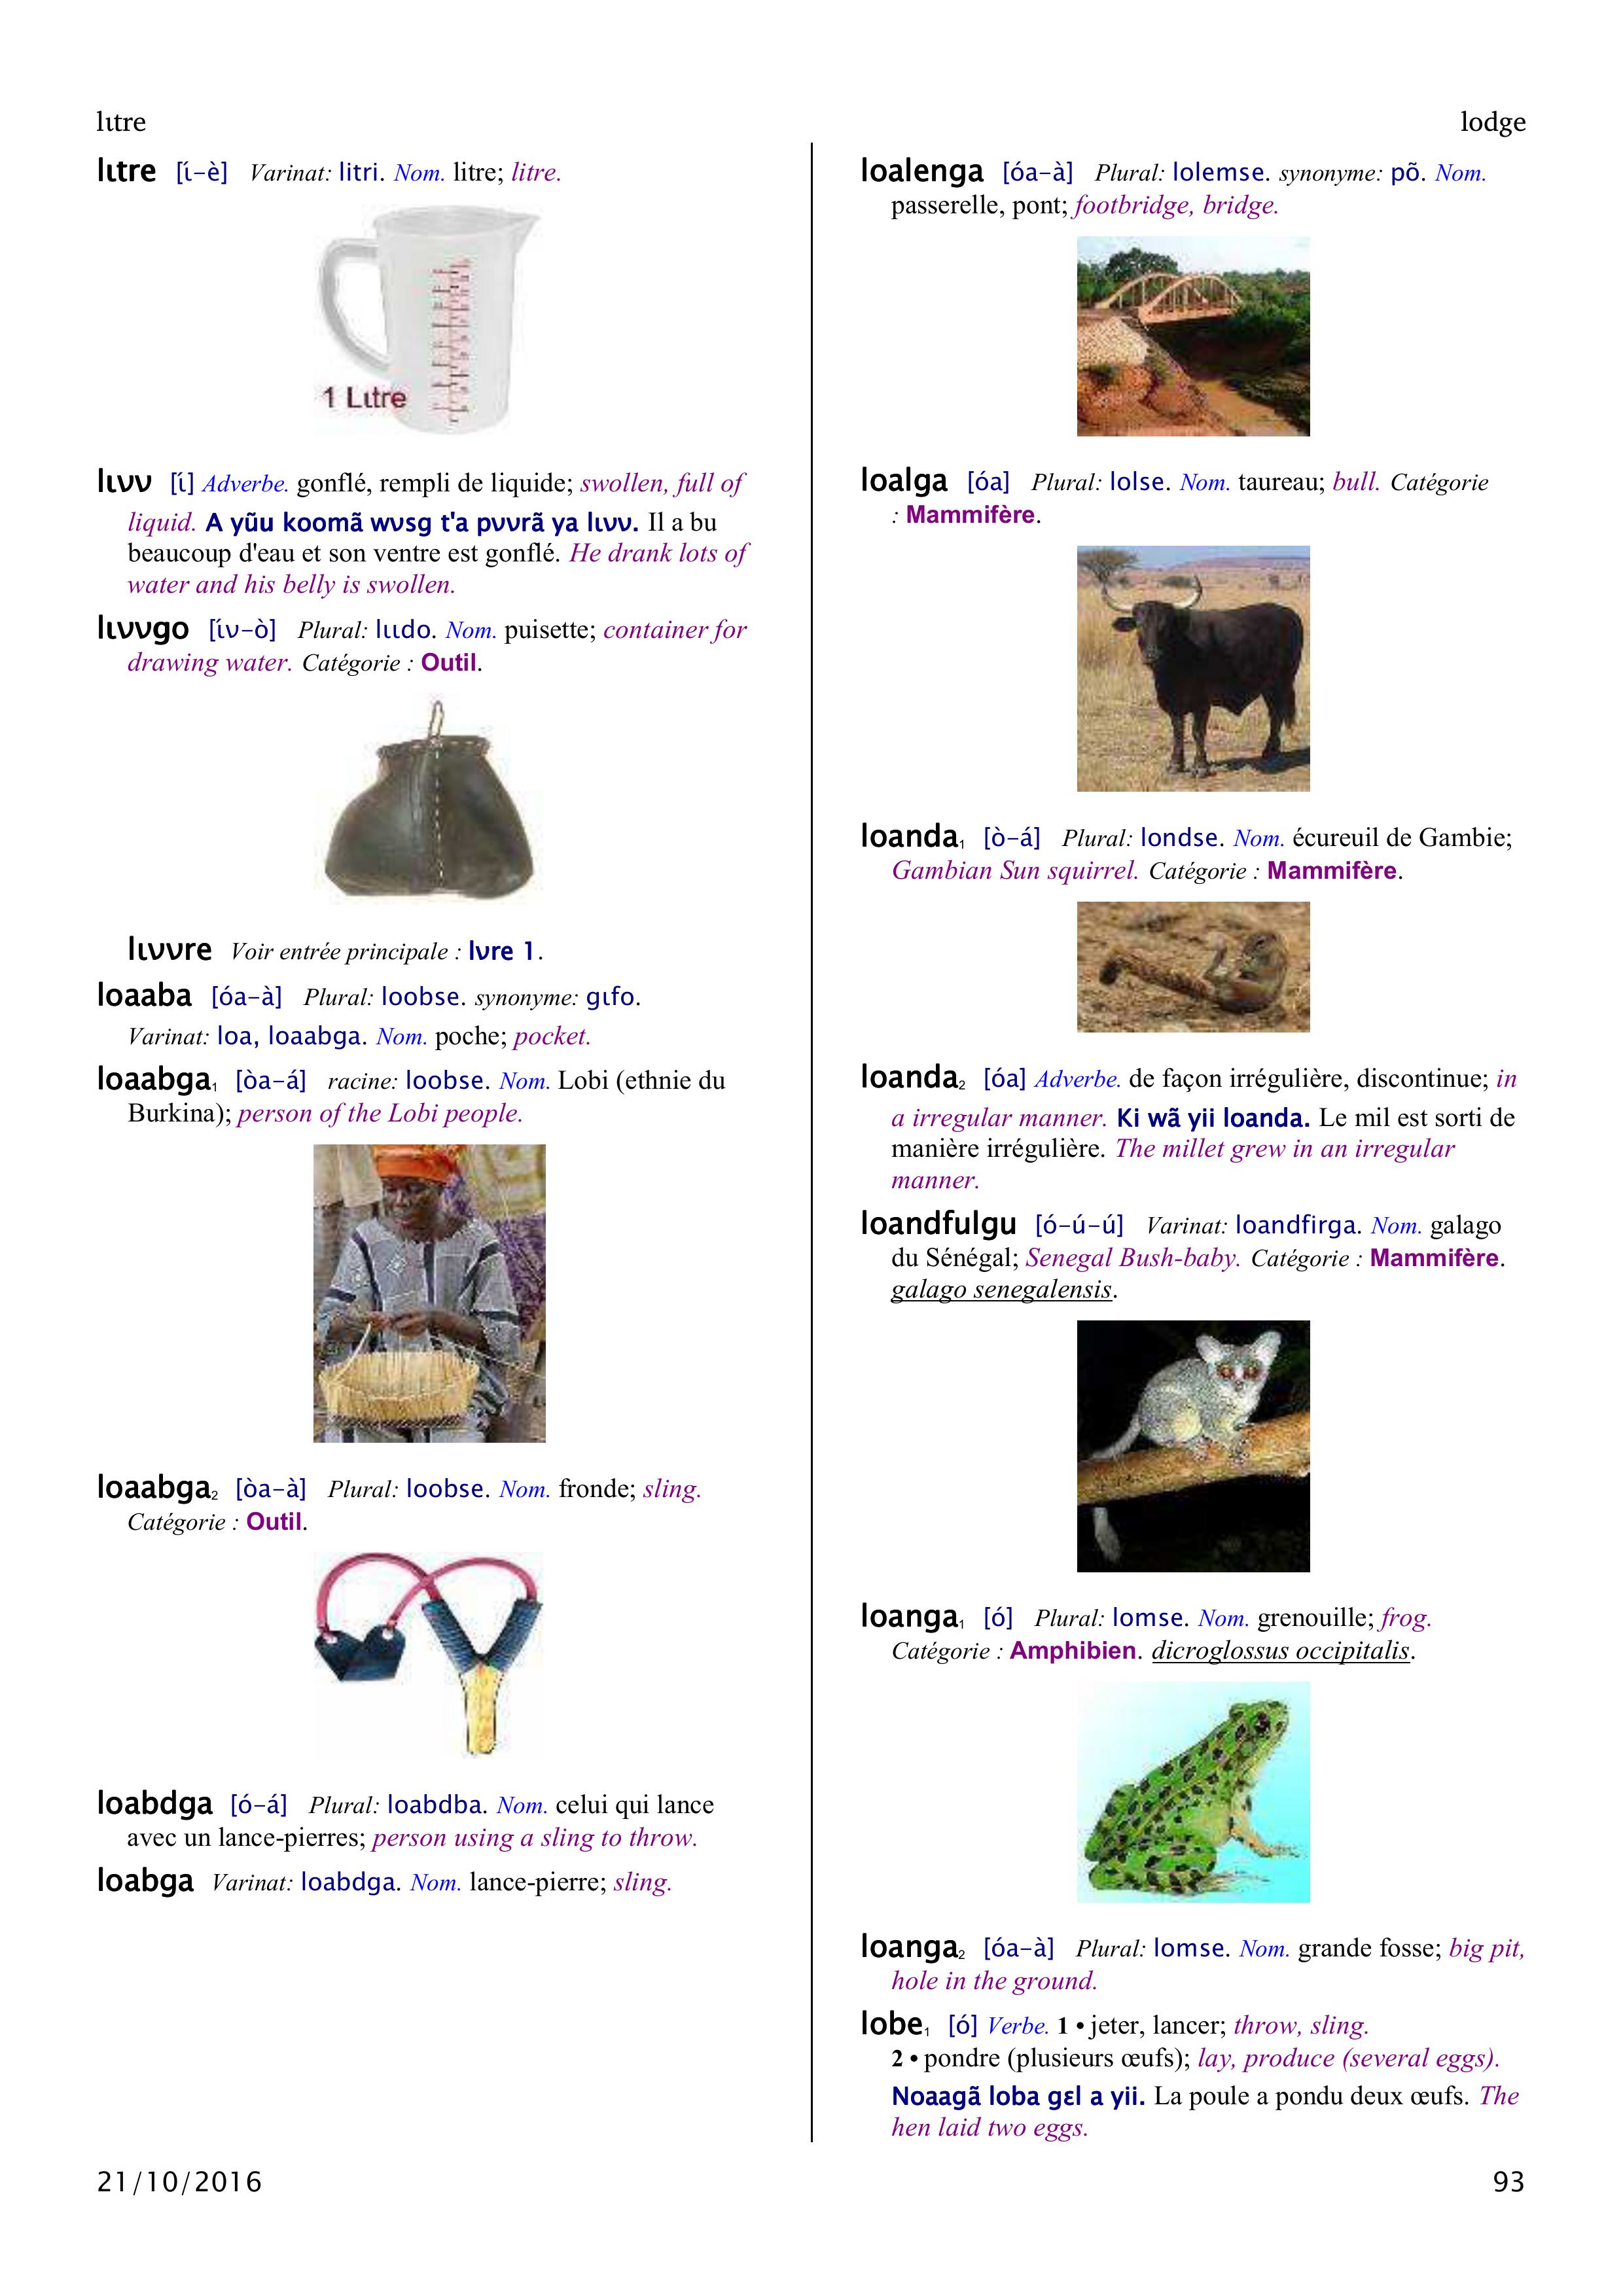 lɩtre
lodge
lɩtre [ɩ́-è] Varinat: litri. Nom. litre; litre.
1 Lɩtre
lɩʋʋ [ɩ́] Adverbe. gonflé, rempli de liquide; swollen, full of
liquid. A yũu koomã wʋsg t'a pʋʋrã ya lɩʋʋ. Il a bu
beaucoup d'eau et son ventre est gonflé. He drank lots of
water and his belly is swollen.
lɩʋʋgo [ɩ́ʋ-ò] Plural: lɩɩdo. Nom. puisette; container for
drawing water. Catégorie : Outil.
lɩʋʋre Voir entrée principale : lʋre 1.
loaaba [óa-à] Plural: loobse. synonyme: gɩfo.
Varinat: loa, loaabga. Nom. poche; pocket.
loaabga₁ [òa-á] racine: loobse. Nom. Lobi (ethnie du
Burkina); person of the Lobi people.
loaabga₂ [òa-à] Plural: loobse. Nom. fronde; sling.
Catégorie : Outil.
loabdga [ó-á] Plural: loabdba. Nom. celui qui lance
avec un lance-pierres; person using a sling to throw.
loabga Varinat: loabdga. Nom. lance-pierre; sling.
loalenga [óa-à] Plural: lolemse. synonyme: põ. Nom.
passerelle, pont; footbridge, bridge.
loalga [óa] Plural: lolse. Nom. taureau; bull. Catégorie
: Mammifère.
loanda₁ [ò-á] Plural: londse. Nom. écureuil de Gambie;
Gambian Sun squirrel. Catégorie : Mammifère.
loanda₂ [óa] Adverbe. de façon irrégulière, discontinue; in
a irregular manner. Ki wã yii loanda. Le mil est sorti de
manière irrégulière. The millet grew in an irregular
manner.
loandfulgu [ó-ú-ú] Varinat: loandfirga. Nom. galago
du Sénégal; Senegal Bush-baby. Catégorie : Mammifère.
galago senegalensis.
loanga₁ [ó] Plural: lomse. Nom. grenouille; frog.
Catégorie : Amphibien. dicroglossus occipitalis.
loanga₂ [óa-à] Plural: lomse. Nom. grande fosse; big pit,
hole in the ground.
lobe₁ [ó] Verbe. 1 • jeter, lancer; throw, sling.
2 • pondre (plusieurs œufs); lay, produce (several eggs).
Noaagã loba gɛl a yii. La poule a pondu deux œufs. The
hen laid two eggs.
21/10/2016
93